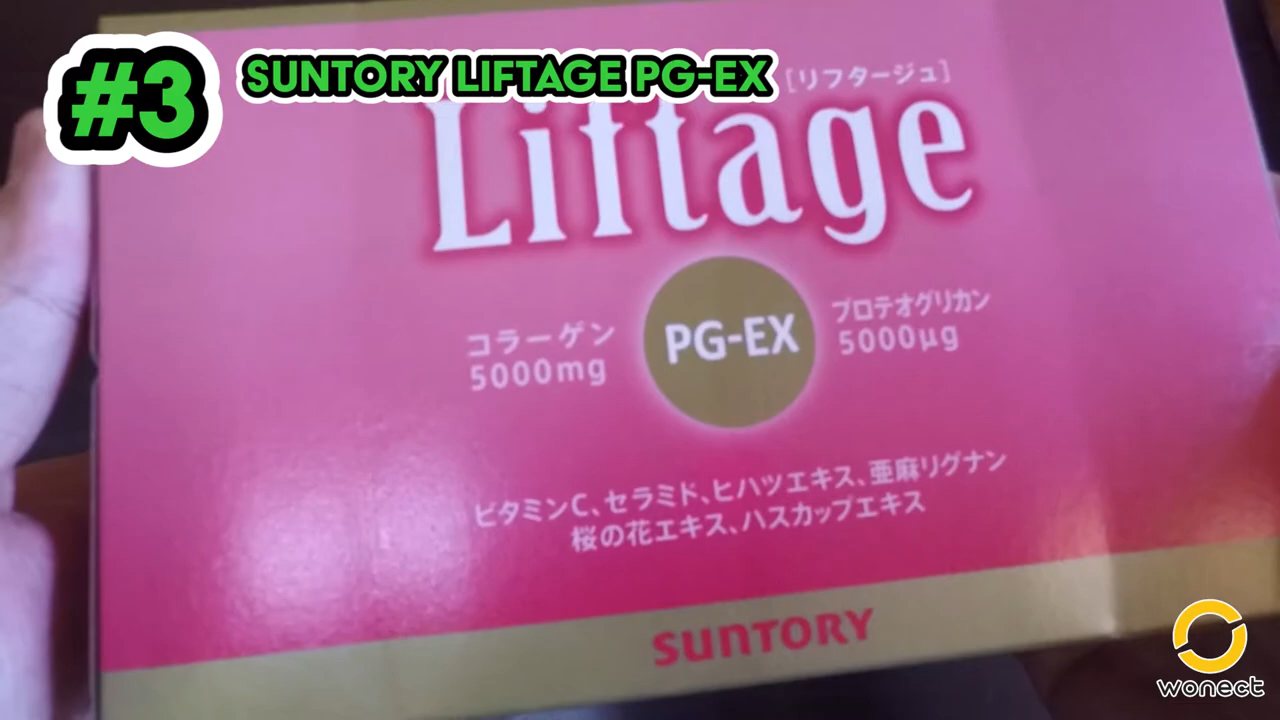 #3
SUNTORY LIFTAGE PG-EX
[リフタージュ]
Liftage
コラーゲン
5000mg
PG-EX
プロテオグリカン
5000μg
ビタミンC、セラミド、ヒハツエキス、亜麻リグナン
桜の花エキス、ハスカップエキス
SUNTORY
wonect